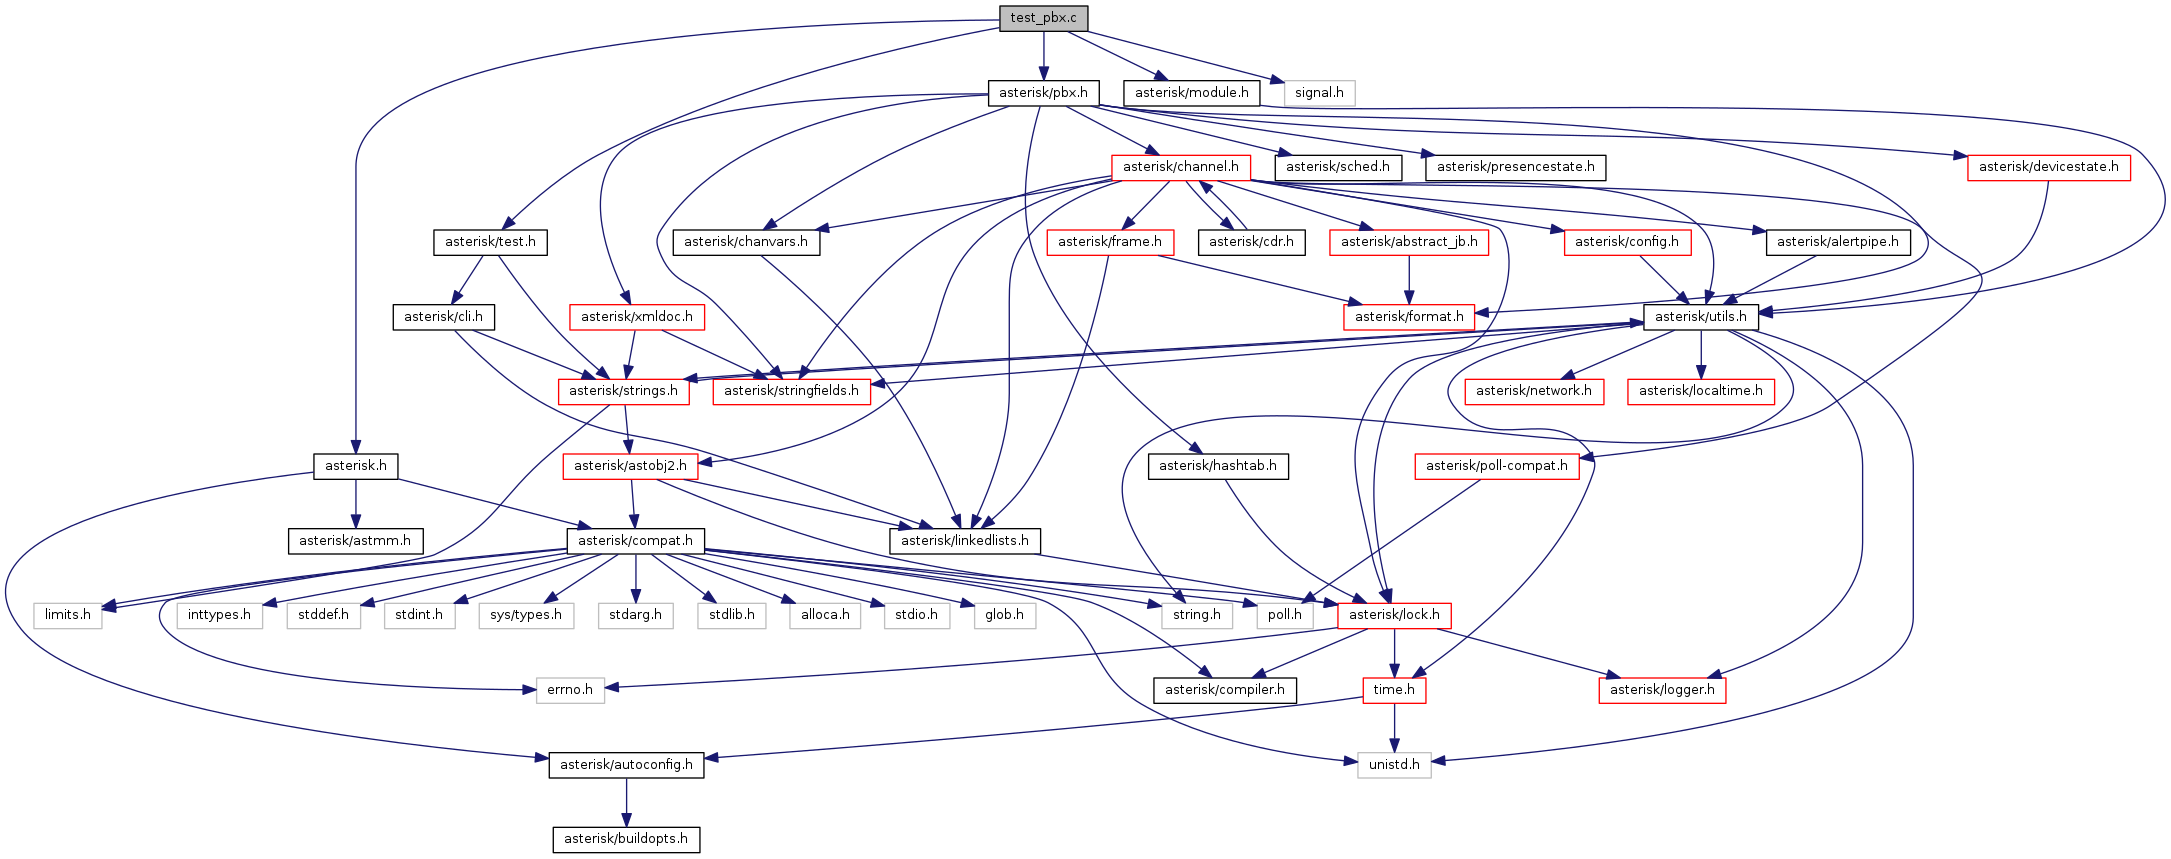 test_pbx.c
asterisk/pbx.h
asterisk/module.h
signal.h
asterisk/channel.h
asterisk/sched.h
asterisk/presencestate.h
asterisk/devicestate.h
asterisk/test.h
asterisk/chanvars.h
asterisk/frame.h
asterisk/cdr.h
asterisk/abstract_jb.h
asterisk/config.h
asterisk/alertpipe.h
asterisk/cli.h
asterisk/xmldoc.h
asterisk/format.h
asterisk/utils.h
asterisk/strings.h
asterisk/stringfields.h
asterisk/network.h
asterisk/localtime.h
asterisk.h
asterisk/astobj2.h
asterisk/hashtab.h
asterisk/poll-compat.h
asterisk/astmm.h
asterisk/compat.h
asterisk/linkedlists.h
limits.h
inttypes.h
stddef.h
stdint.h
sys/types.h
stdarg.h
stdlib.h
alloca.h
stdio.h
glob.h
string.h
poll.h
asterisk/lock.h
errno.h
asterisk/compiler.h
time.h
asterisk/logger.h
asterisk/autoconfig.h
unistd.h
asterisk/buildopts.h